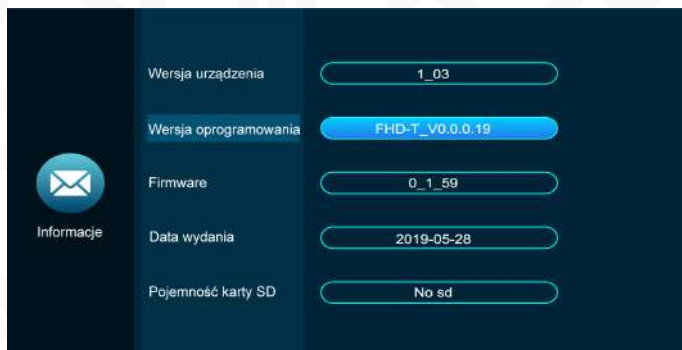 Wersja urządzenia 1_03
Wersja oprogramowania FHD-T_V0.0.0.19
Firmware 0_1_59
Informacje
Data wydania 2019-05-28
Pojemność karty SD No sd